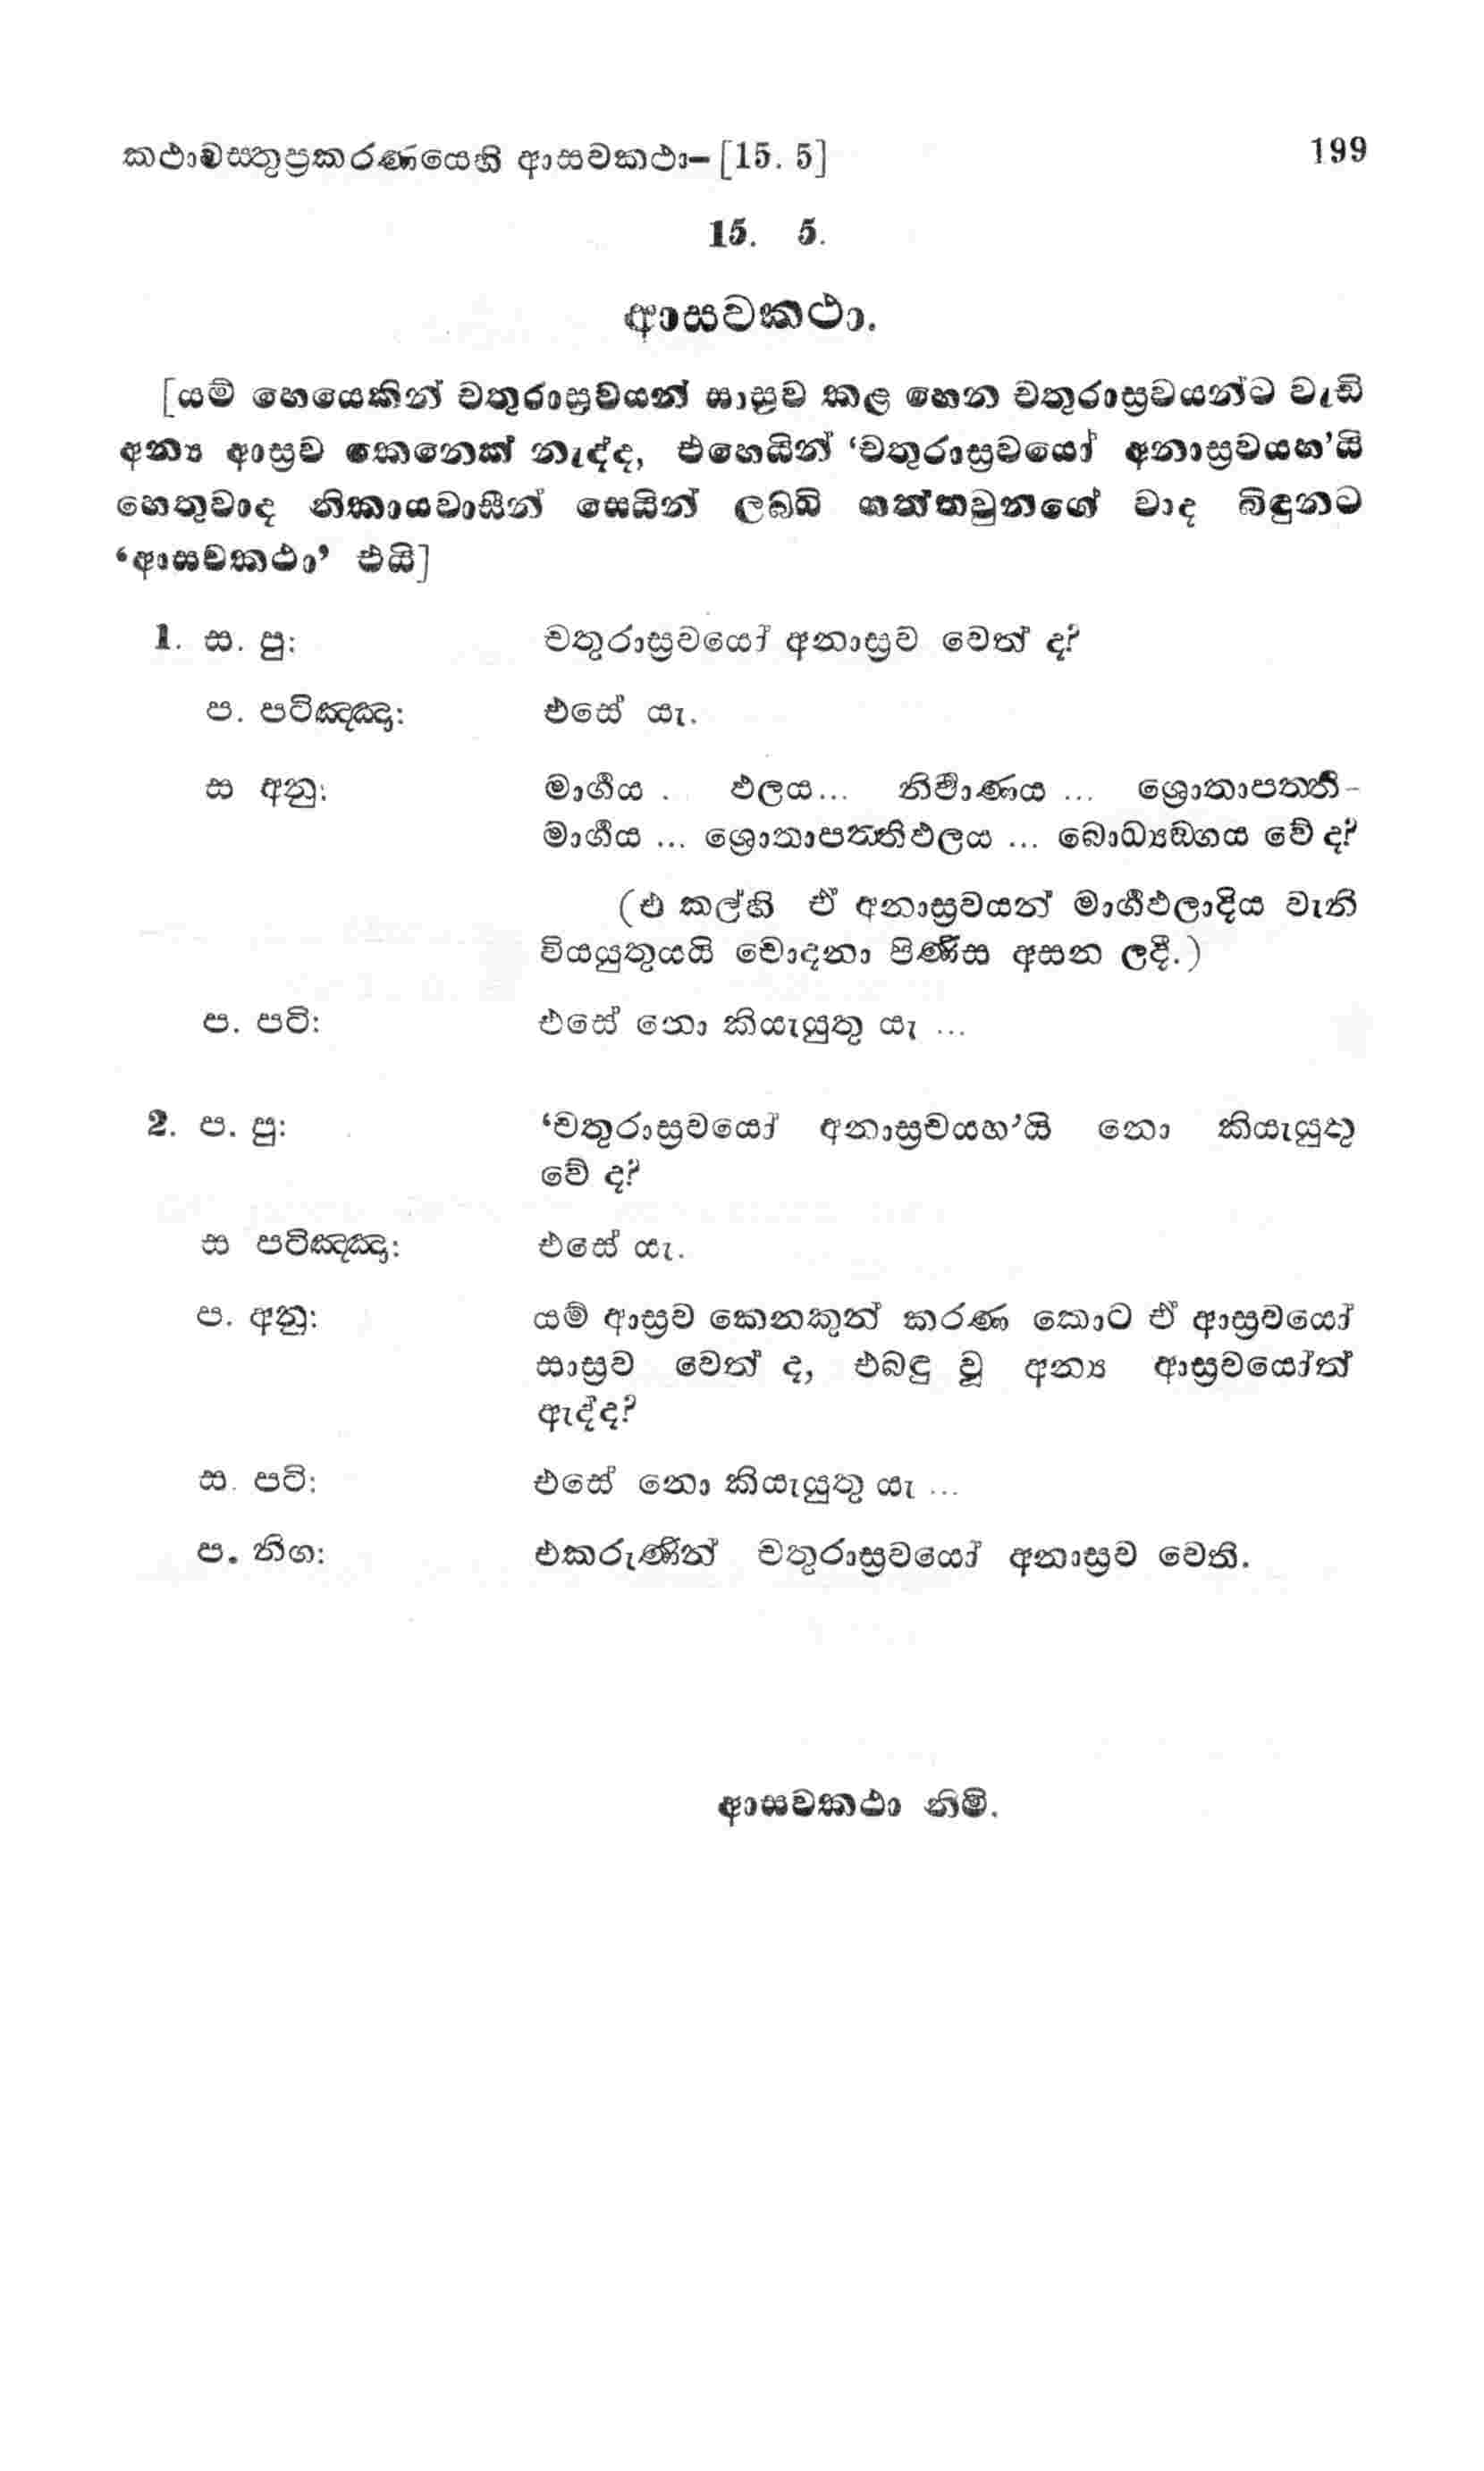 කථාවස්තුප්‍රකරණයෙහි ආසවකථා– [15. 5] 199
15. 5.
ආසවකථා.
[යම් හෙයෙකින් චතුරාස්‍රවයන් සාස්‍රව කළ හෙන චතුරාස්‍රවයන්ට වැඩි
අන්‍ය ආස්‍රව කෙනෙක් නැද්ද, එහෙයින් ‘චතුරාස්‍රවයෝ අනාස්‍රවයහ’යි
හෙතුවාද නිකායවාසීන් සෙයින් ලබ්ධි ගත්තවුනගේ වාද බිඳුනට
‘ආසවකථා’ එයි]
1. ස. පු: චතුරාස්‍රවයෝ අනාස්‍රව වෙත් ද?
ප. පටිඤ්ඤා: එසේ යැ.
ස අනු: මාර්‍ගය . ඵලය... නිර්‍වාණය ... ශ්‍රොතාපත්ති-
මාර්‍ගය ... ශ්‍රොතාපත්තිඵලය ... බොධ්‍යඞ්ගය වේ ද?
(එ කල්හි ඒ අනාස්‍රවයන් මාර්‍ගඵලාදිය වැනි
වියයුතුයයි චොදනා පිණිස අසන ලදී.)
ප. පටි: එසේ නො කියැයුතු යැ ...
2. ප. පු: ‘චතුරාස්‍රවයෝ අනාස්‍රවයහ’යි නො කියැයුතු
වේ ද?
ස පටිඤ්ඤා: එසේ යැ.
ප. අනු: යම් ආස්‍රව කෙනකුන් කරණ කොට ඒ ආස්‍රවයෝ
සාස්‍රව වෙත් ද, එබඳු වූ අන්‍ය ආස්‍රවයෝත්
ඇද්ද?
ස. පටි: එසේ නො කියැයුතු යැ ...
ප. නිග: එකරුණින් චතුරාස්‍රවයෝ අනාස්‍රව වෙති.
ආසවකථා නිමි.